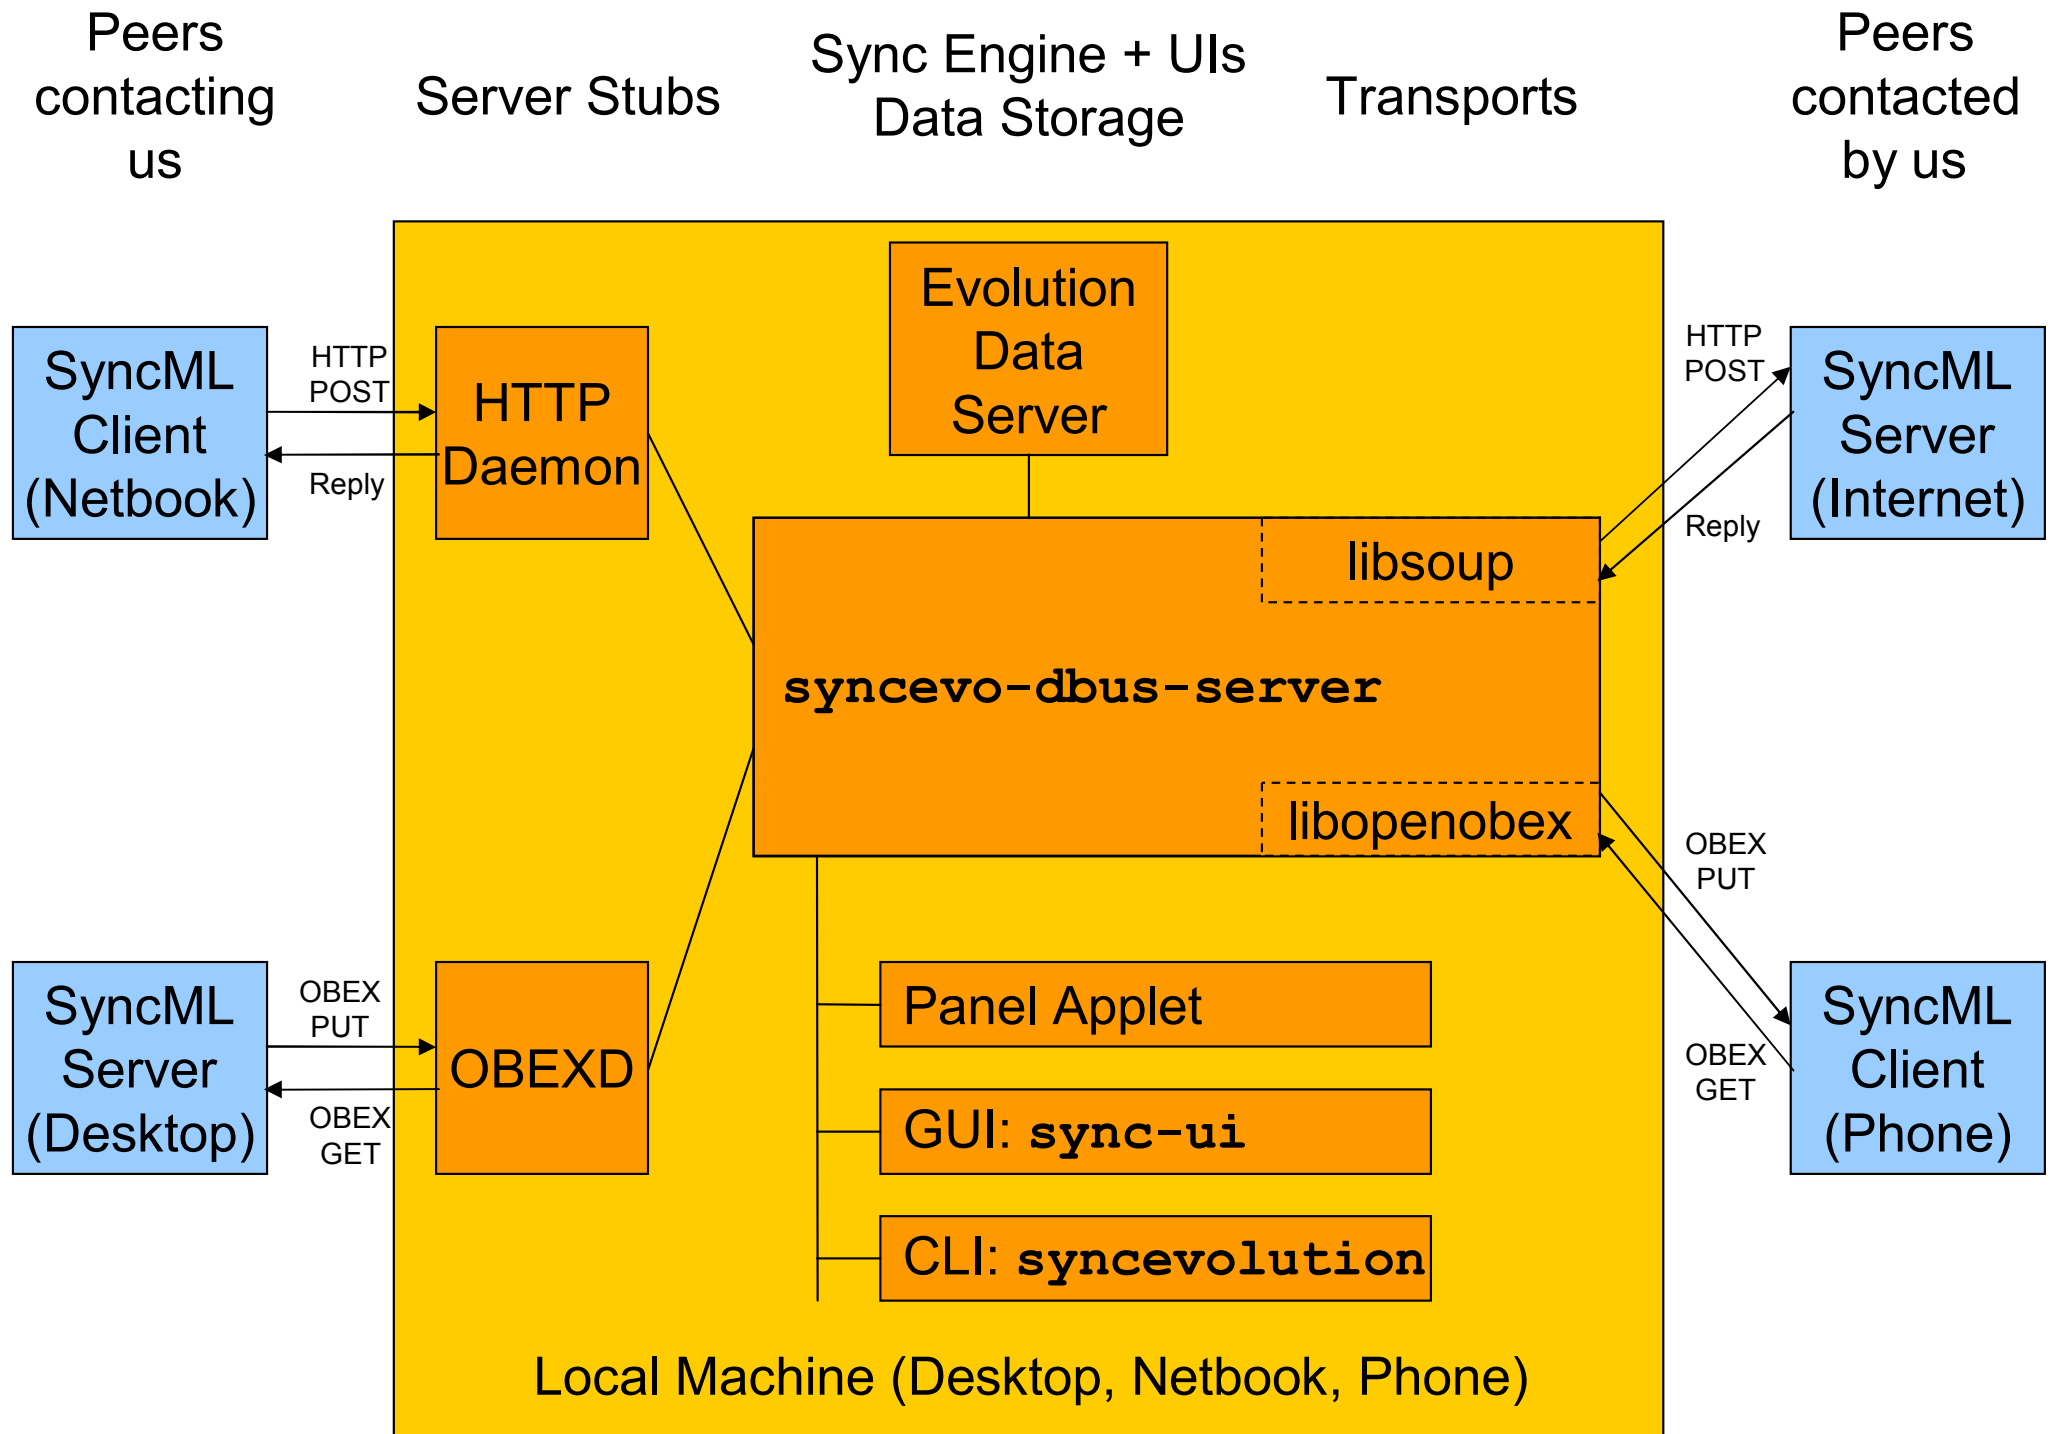 Peers
contacting
us
Server Stubs
Sync Engine + UIs
Data Storage
Transports
Peers
contacted
by us
SyncML
Client
(Netbook)
HTTP
POST
Reply
HTTP
Daemon
Evolution
Data
Server
HTTP
POST
Reply
SyncML
Server
(Internet)
libsoup
syncevo-dbus-server
libopenobex
SyncML
Server
(Desktop)
OBEX
PUT
OBEX
GET
OBEXD
Panel Applet
GUI: sync-ui
CLI: syncevolution
OBEX
PUT
OBEX
GET
SyncML
Client
(Phone)
Local Machine (Desktop, Netbook, Phone)